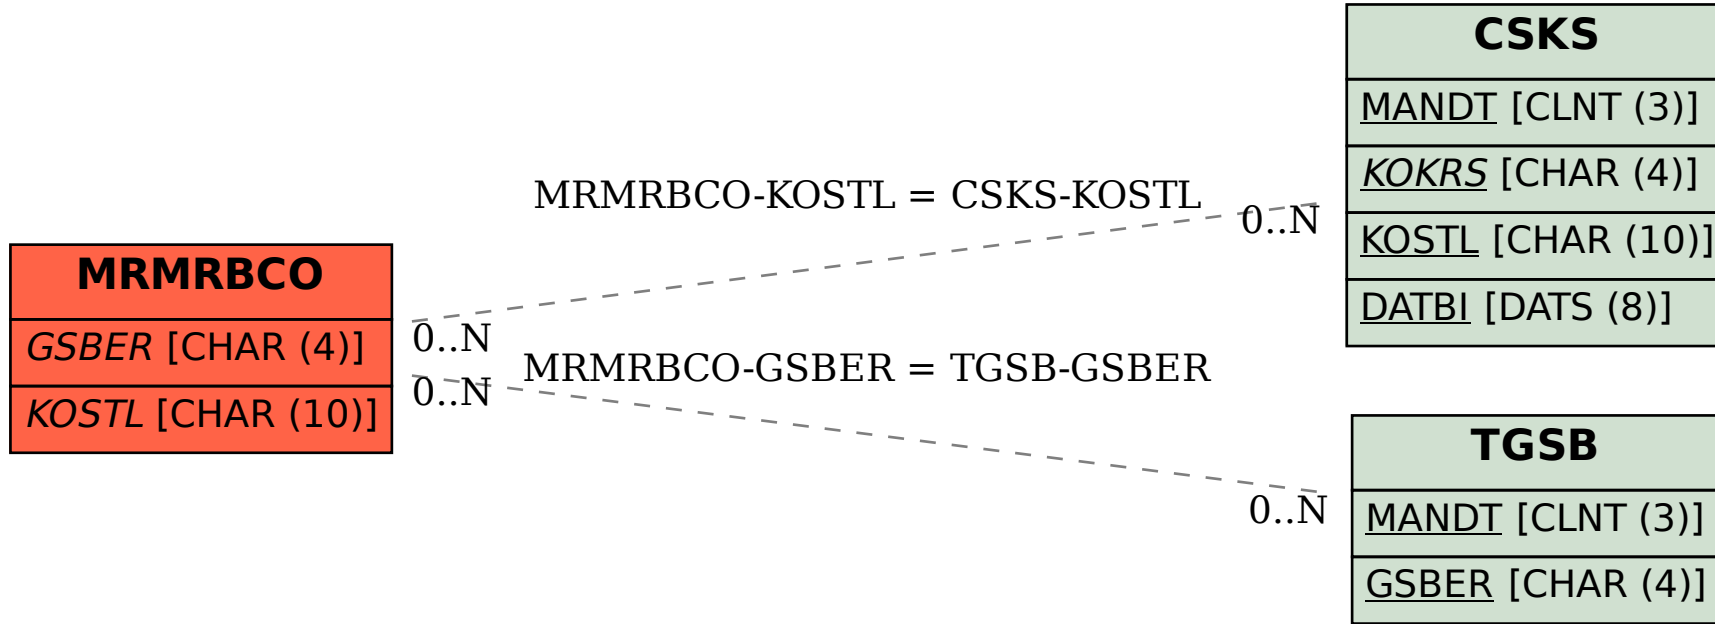 MRMRBCO
GSBER [CHAR (4)]
KOSTL [CHAR (10)]
MRMRBCO-KOSTL = CSKS-KOSTL
0..N
0..N
MRMRBCO-GSBER = TGSB-GSBER
0..N
0..N
CSKS
MANDT [CLNT (3)]
KOKRS [CHAR (4)]
KOSTL [CHAR (10)]
DATBI [DATS (8)]
TGSB
MANDT [CLNT (3)]
GSBER [CHAR (4)]